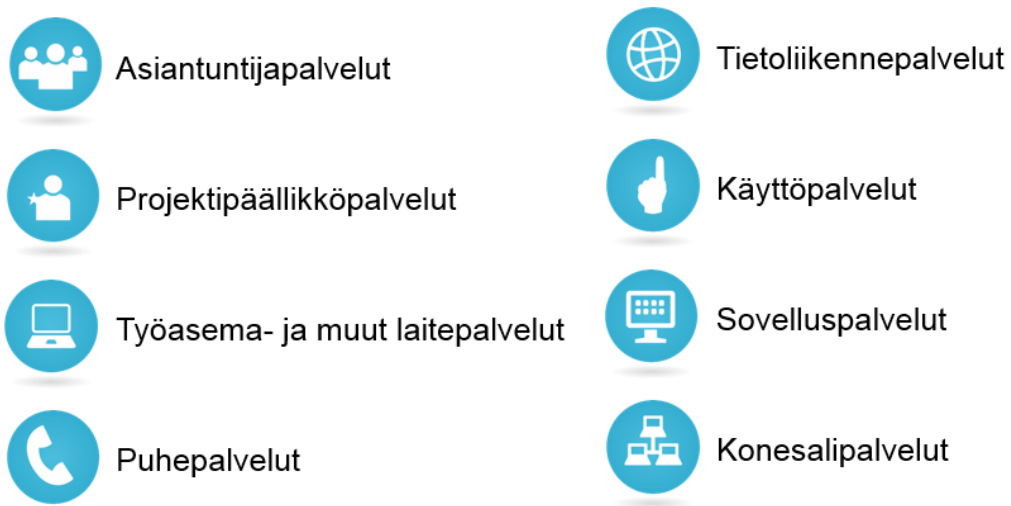 Asiantuntijapalvelut
Projektipäällikköpalvelut
Työasema- ja muut laitepalvelut
Puhepalvelut
Tietoliikennepalvelut
Käyttöpalvelut
Sovelluspalvelut
Konesalipalvelut